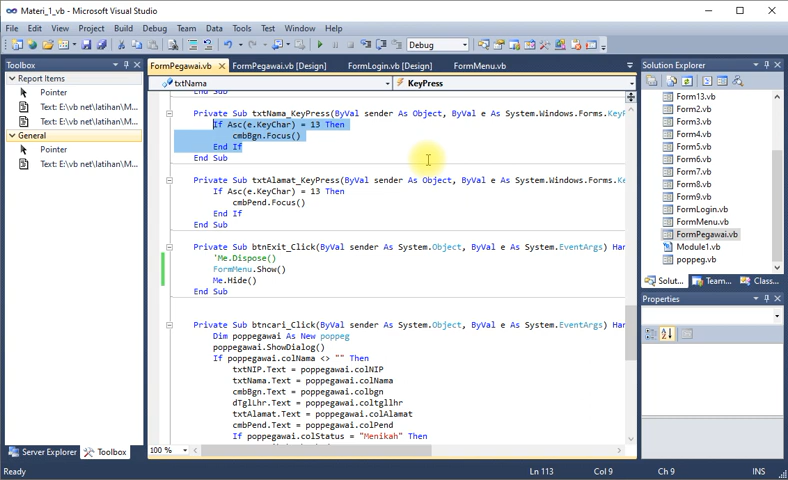 Materi_1_vb - Microsoft Visual Studio
File Edit View Project Build Debug Team Data Tools Test Window Help
Debug
Toolbox
Report Items
Pointer
Text: E:\vb net\latihan\M...
Text: E:\vb net\latihan\M...
General
Pointer
Text: E:\vb net\latihan\M...
Server Explorer Toolbox
FormPegawai.vb FormPegawai.vb [Design] FormLogin.vb [Design] FormMenu.vb
txtNama KeyPress
End Sub
Private Sub txtNama_KeyPress(ByVal sender As Object, ByVal e As System.Windows.Forms.KeyP
If Asc(e.KeyChar) = 13 Then
cmbBgn.Focus()
End If
End Sub
Private Sub txtAlamat_KeyPress(ByVal sender As Object, ByVal e As System.Windows.Forms.Ke
If Asc(e.KeyChar) = 13 Then
cmbPend.Focus()
End If
End Sub
Private Sub btnExit_Click(ByVal sender As System.Object, ByVal e As System.EventArgs) Han
'Me.Dispose()
FormMenu.Show()
Me.Hide()
End Sub
Private Sub btncari_Click(ByVal sender As System.Object, ByVal e As System.EventArgs) Han
Dim poppegawai As New poppeg
poppegawai.ShowDialog()
If poppegawai.colNama <> "" Then
txtNIP.Text = poppegawai.colNIP
txtNama.Text = poppegawai.colNama
cmbBgn.Text = poppegawai.colbgn
dTglLhr.Text = poppegawai.coltgllhr
txtAlamat.Text = poppegawai.colAlamat
cmbPend.Text = poppegawai.colPend
If poppegawai.colStatus = "Menikah" Then
100 %
Solution Explorer
Form13.vb
Form2.vb
Form3.vb
Form4.vb
Form5.vb
Form6.vb
Form7.vb
Form8.vb
Form9.vb
FormLogin.vb
FormMenu.vb
FormPegawai.vb
Module1.vb
poppeg.vb
Solut... Team... Class...
Properties
Ready Ln 113 Col 9 Ch 9